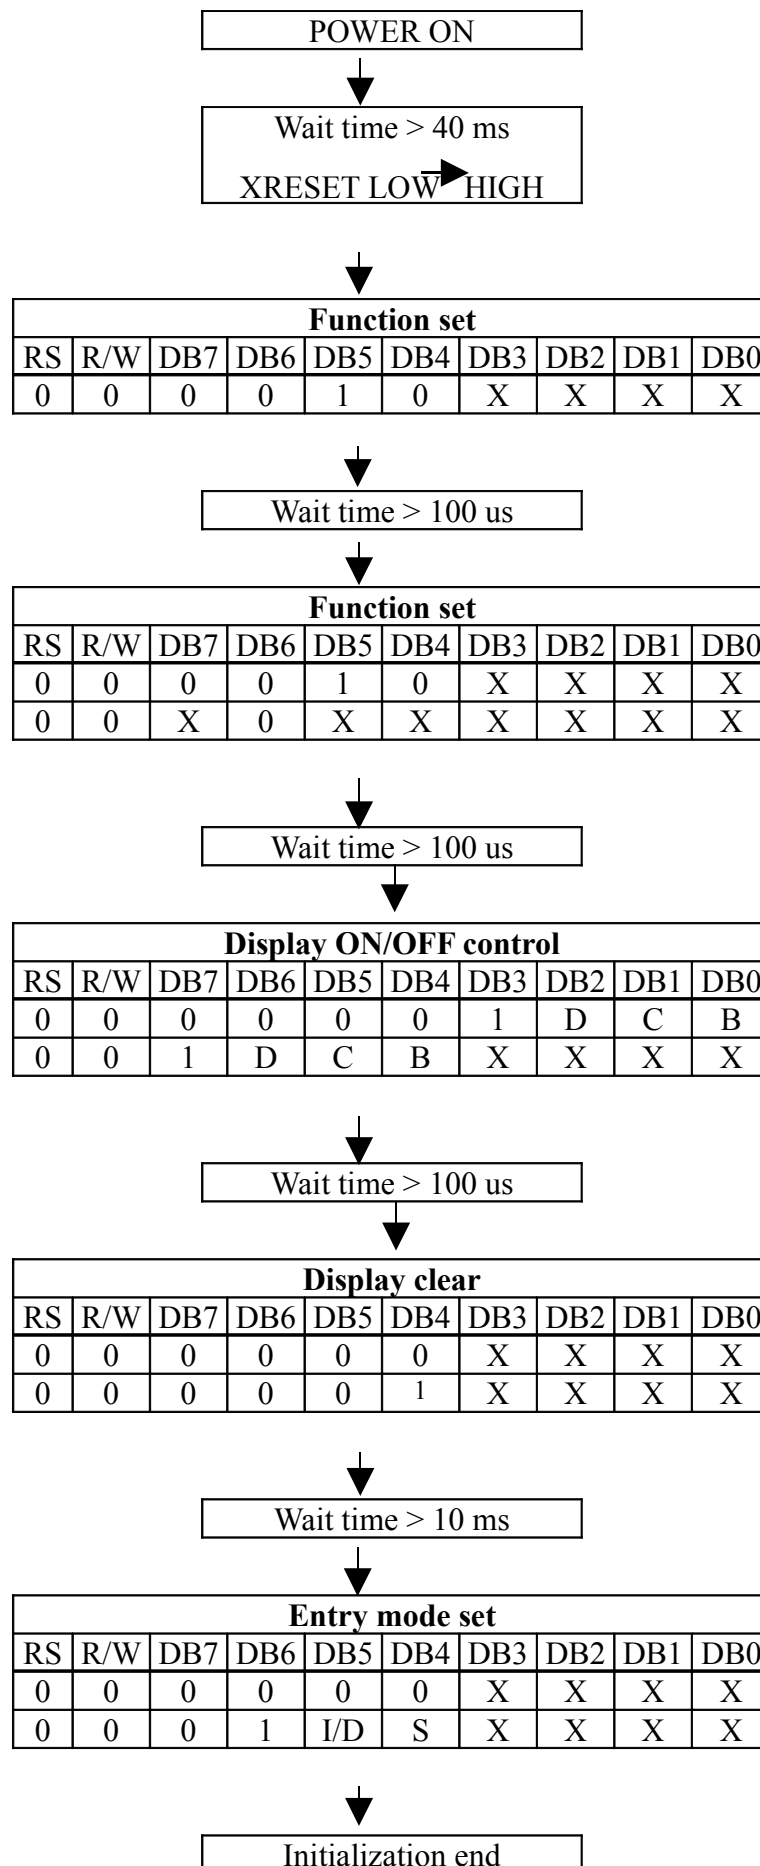 POWER ON
Wait time > 40 ms
XRESET LOW HIGH
Function set
RS R/W DB7 DB6 DB5 DB4 DB3 DB2 DB1 DB0
0 0 0 0 1 0 X X X X
Wait time > 100 us
Function set
RS R/W DB7 DB6 DB5 DB4 DB3 DB2 DB1 DB0
0 0 0 0 1 0 X X X X
0 0 X 0 X X X X X X
Wait time > 100 us
Display ON/OFF control
RS R/W DB7 DB6 DB5 DB4 DB3 DB2 DB1 DB0
0 0 0 0 0 0 1 D C B
0 0 1 D C B X X X X
Wait time > 100 us
Display clear
RS R/W DB7 DB6 DB5 DB4 DB3 DB2 DB1 DB0
0 0 0 0 0 0 X X X X
0 0 0 0 0 1 X X X X
Wait time > 10 ms
Entry mode set
RS R/W DB7 DB6 DB5 DB4 DB3 DB2 DB1 DB0
0 0 0 0 0 0 X X X X
0 0 0 1 I/D S X X X X
Initialization end